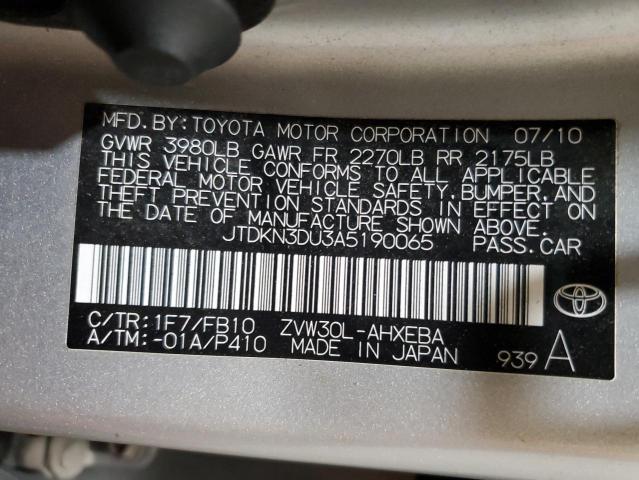 MFD.BY:TOYOTA MOTOR CORPORATION 07/10
GVWR 3980LB GAWR FR 2270LB RR 2175LB
THIS VEHICLE CONFORMS TO ALL APPLICABLE
FEDERAL MOTOR VEHICLE SAFETY,BUMPER,AND
THEFT PREVENTION STANDARDS IN EFFECT ON
THE DATE OF MANUFACTURE SHOWN ABOVE.
JTDKN3DU3A5190065 PASS.CAR
C/TR:1F7/FB10 ZVW30L-AHXEBA
A/TM:-01A/P410 MADE IN JAPAN
939 A